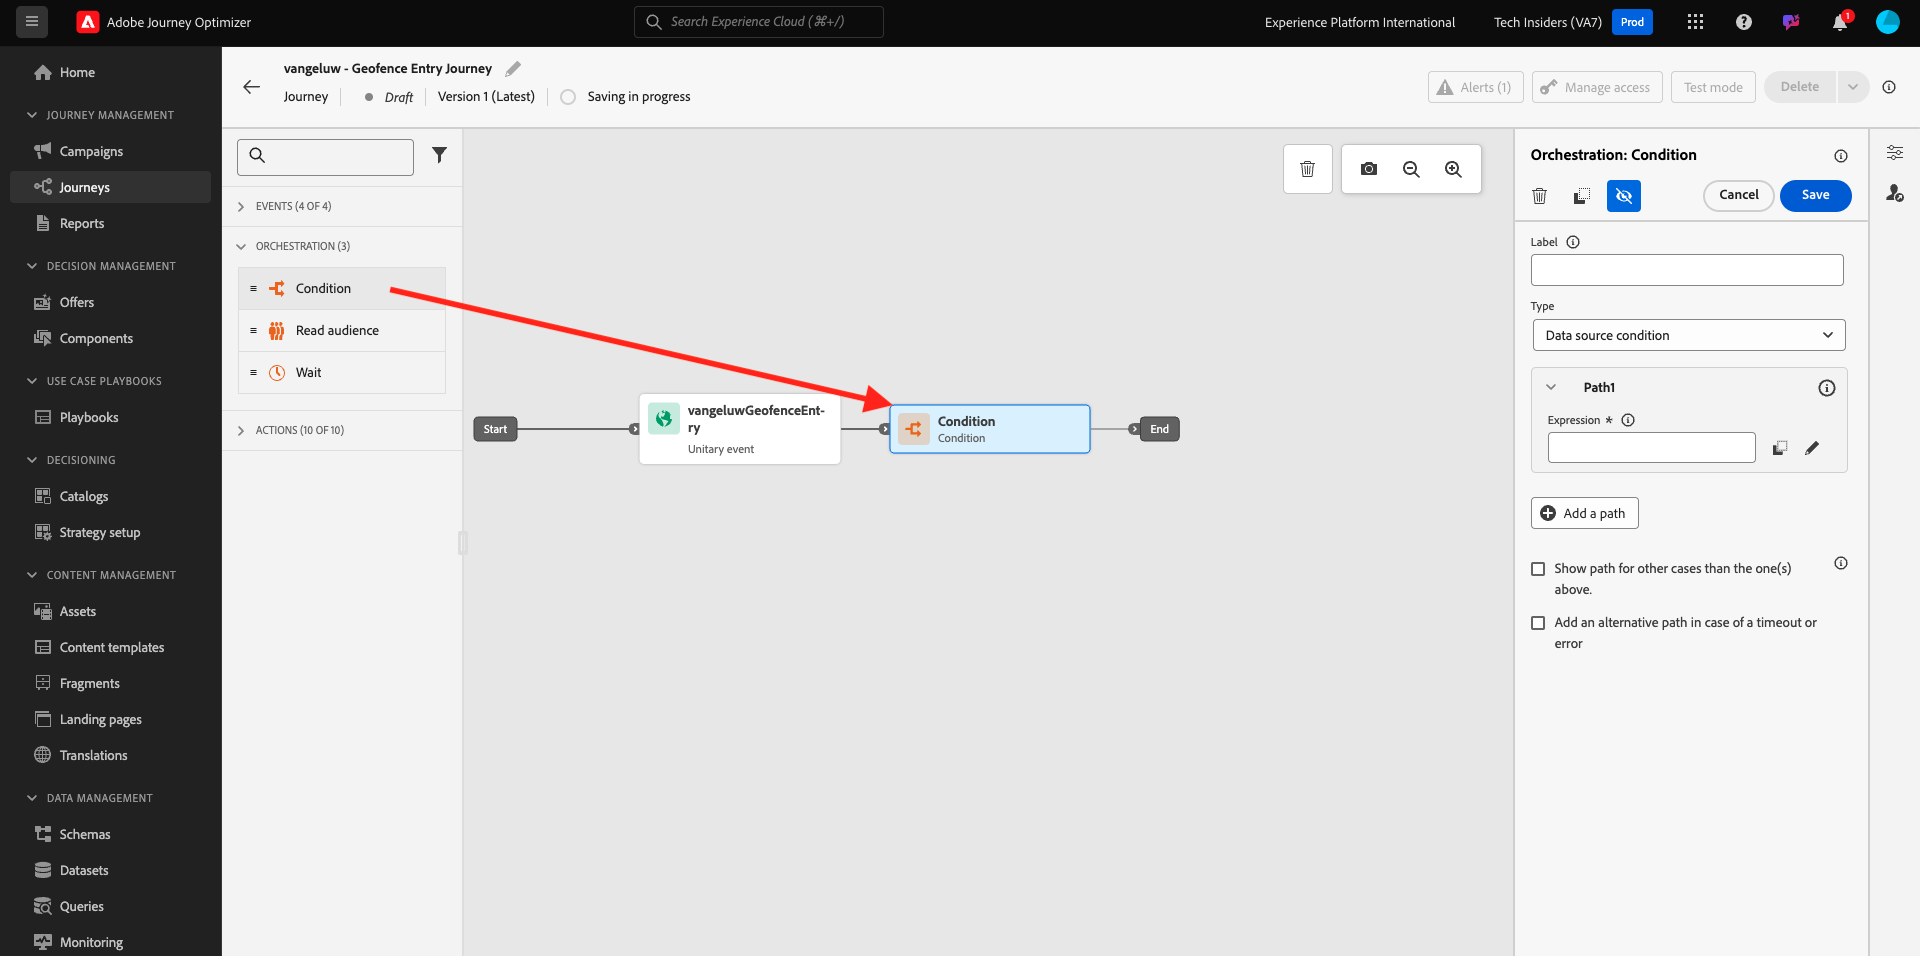 Adobe Journey Optimizer
Search Experience Cloud (⌘+/)
Experience Platform International
Tech Insiders (VA7)
Prod
1
Home
JOURNEY MANAGEMENT
Campaigns
Journeys
Reports
DECISION MANAGEMENT
Offers
Components
USE CASE PLAYBOOKS
Playbooks
DECISIONING
Catalogs
Strategy setup
CONTENT MANAGEMENT
Assets
Content templates
Fragments
Landing pages
Translations
DATA MANAGEMENT
Schemas
Datasets
Queries
Monitoring
vangeluw - Geofence Entry Journey
Journey
Draft
Version 1 (Latest)
Saving in progress
Alerts (1)
Manage access
Test mode
Delete
EVENTS (4 OF 4)
ORCHESTRATION (3)
Condition
Read audience
Wait
ACTIONS (10 OF 10)
Start
vangeluwGeofenceEnt-
ry
Unitary event
Condition
Condition
End
Orchestration: Condition
Cancel
Save
Label
Type
Data source condition
Path1
Expression *
Add a path
Show path for other cases than the one(s)
above.
Add an alternative path in case of a timeout or
error